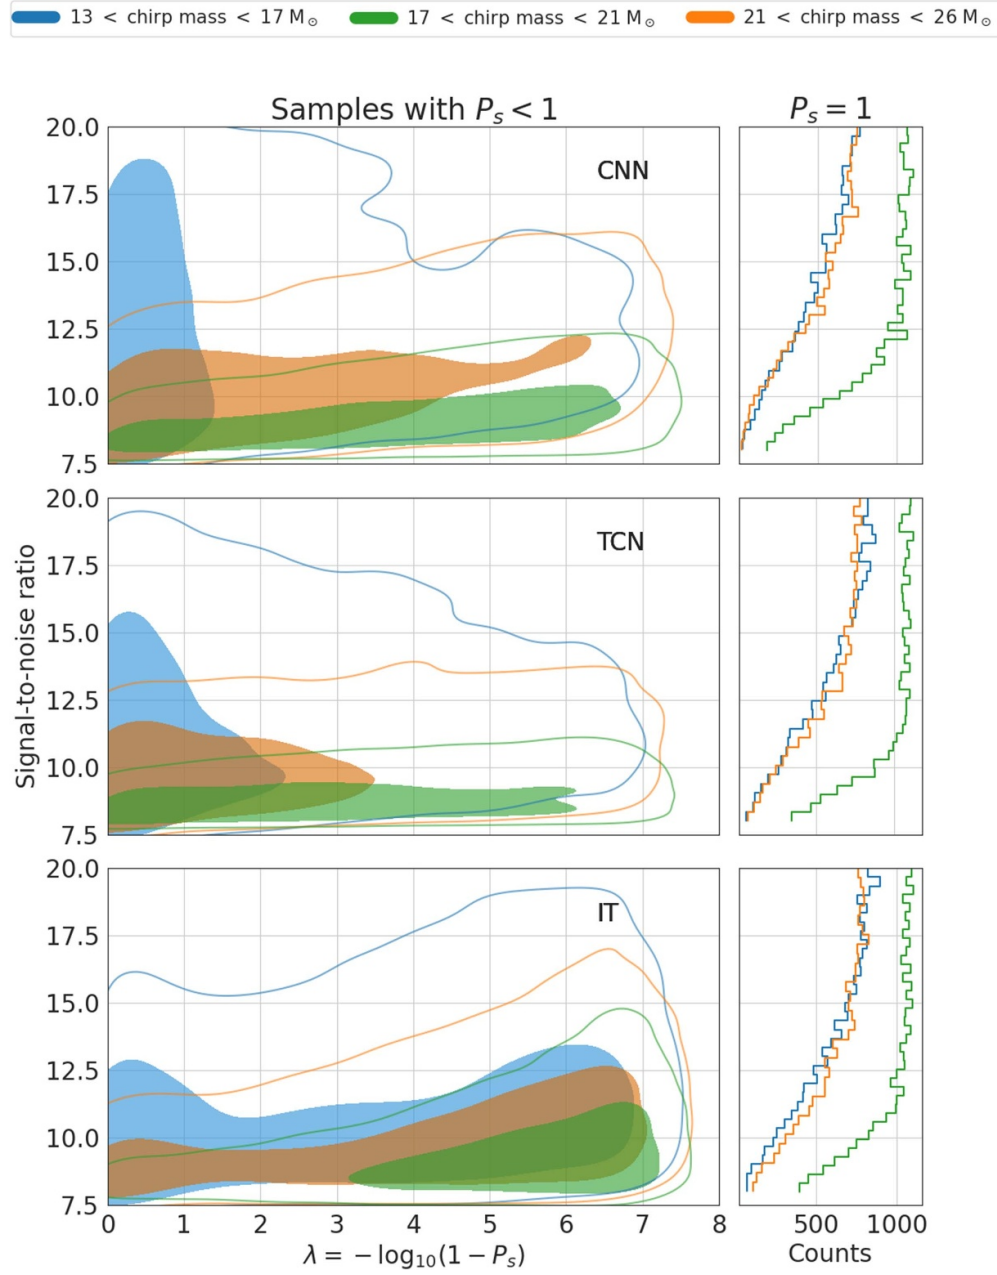 13 < chirp mass < 17 M⊙ 17 < chirp mass < 21 M⊙ 21 < chirp mass < 26 M⊙
Samples with Pₛ < 1 Pₛ = 1
20.0
CNN
17.5
15.0
12.5
10.0
7.5
20.0
TCN
17.5
15.0
12.5
10.0
7.5
Signal-to-noise ratio
20.0
IT
17.5
15.0
12.5
10.0
7.5
0 1 2 3 4 5 6 7 8 500 1000
λ = −log₁₀(1 − Pₛ) Counts